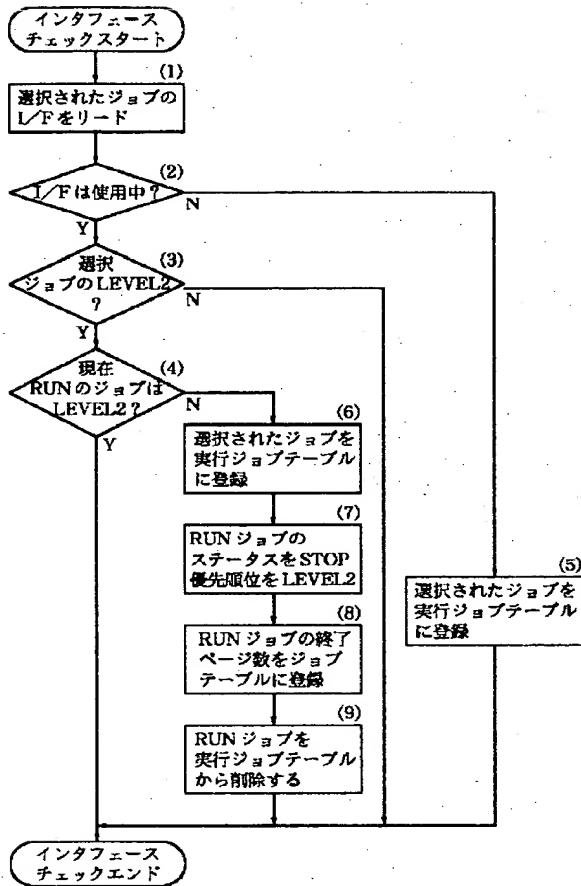 インタフェース
チェックスタート
(1)
選択されたジョブの
I/Fをリード
(2)
I/Fは使用中?
N
Y
(3)
選択
ジョブのLEVEL2
?
N
Y
(4)
現在
RUNのジョブは
LEVEL2?
N
Y
(6)
選択されたジョブを
実行ジョブテーブル
に登録
(7)
RUNジョブの
ステータスをSTOP
優先順位をLEVEL2
(5)
選択されたジョブを
実行ジョブテーブル
に登録
(8)
RUNジョブの終了
ページ数をジョブ
テーブルに登録
(9)
RUNジョブを
実行ジョブテーブル
から削除する
インタフェース
チェックエンド